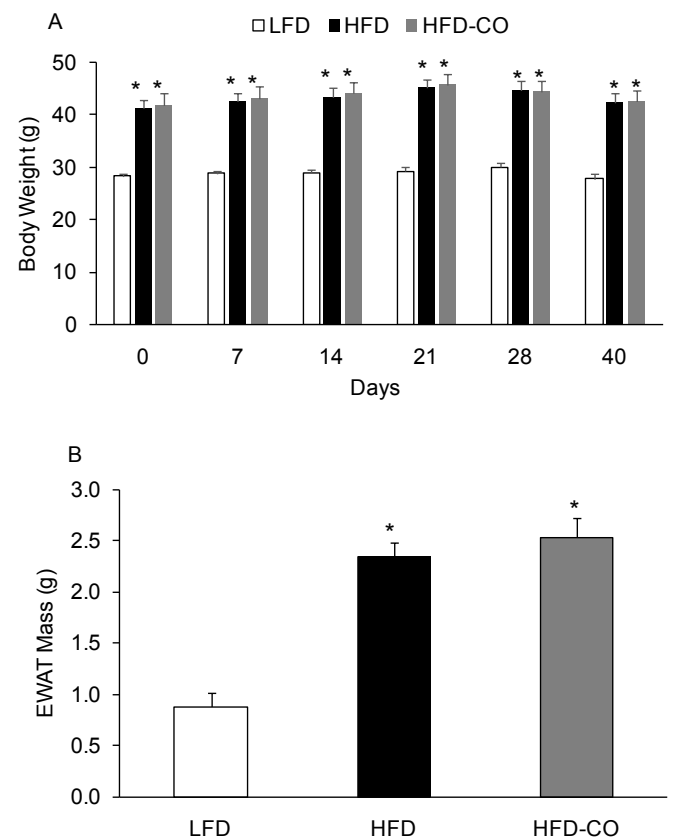 A
LFD HFD HFD-CO
50
40
30
20
10
0
* * * * * * * * * * * *
Body Weight (g)
0 7 14 21 28 40
Days
B
3.0
2.5
2.0
1.5
1.0
0.5
0.0
* *
EWAT Mass (g)
LFD HFD HFD-CO